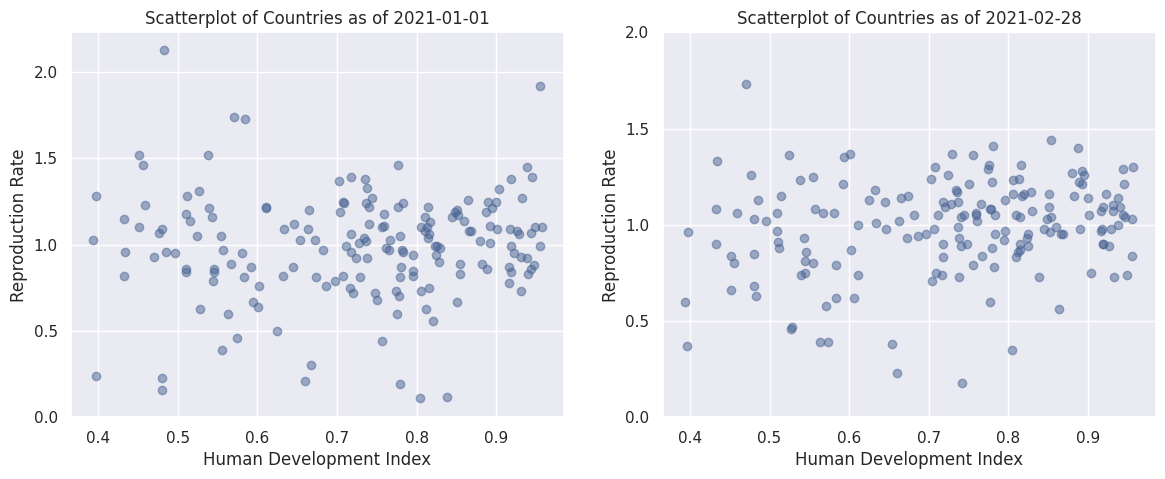 Scatterplot of Countries as of 2021-01-01
Reproduction Rate
2.0
1.5
1.0
0.5
0.0
0.4 0.5 0.6 0.7 0.8 0.9
Human Development Index
Scatterplot of Countries as of 2021-02-28
Reproduction Rate
2.0
1.5
1.0
0.5
0.0
0.4 0.5 0.6 0.7 0.8 0.9
Human Development Index